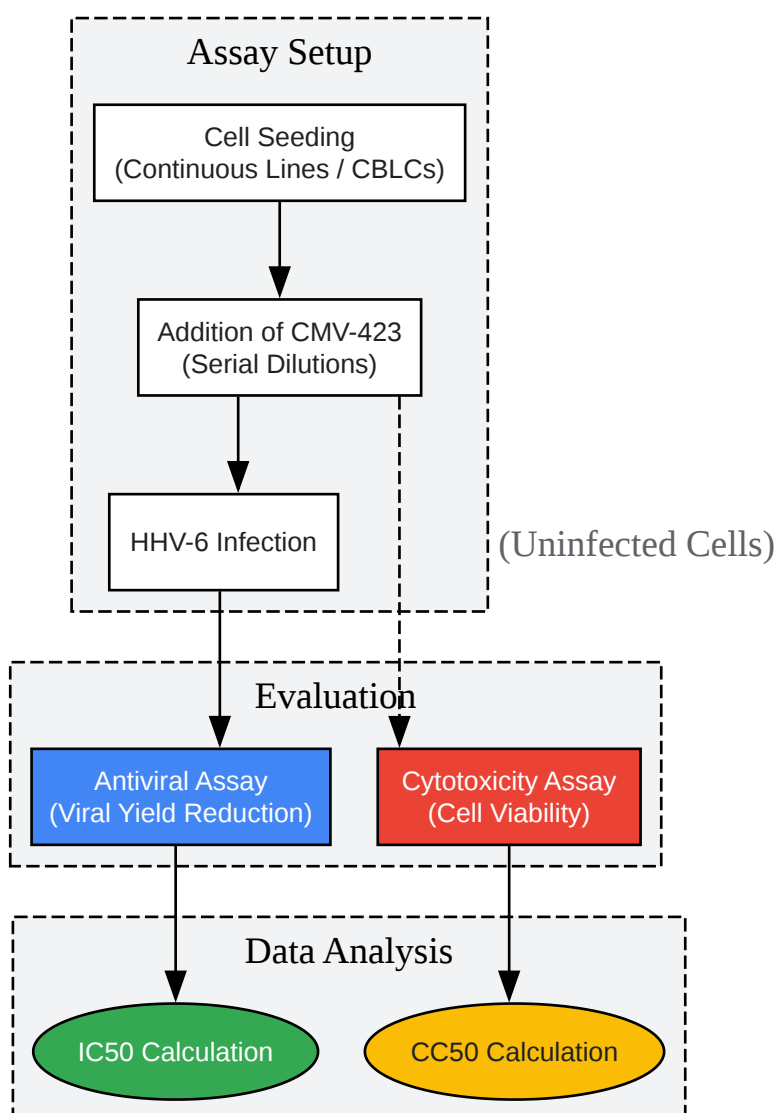 Assay Setup
Cell Seeding
(Continuous Lines / CBLCs)
Addition of CMV-423
(Serial Dilutions)
HHV-6 Infection
(Uninfected Cells)
Evaluation
Antiviral Assay
(Viral Yield Reduction)
Cytotoxicity Assay
(Cell Viability)
Data Analysis
IC50 Calculation
CC50 Calculation